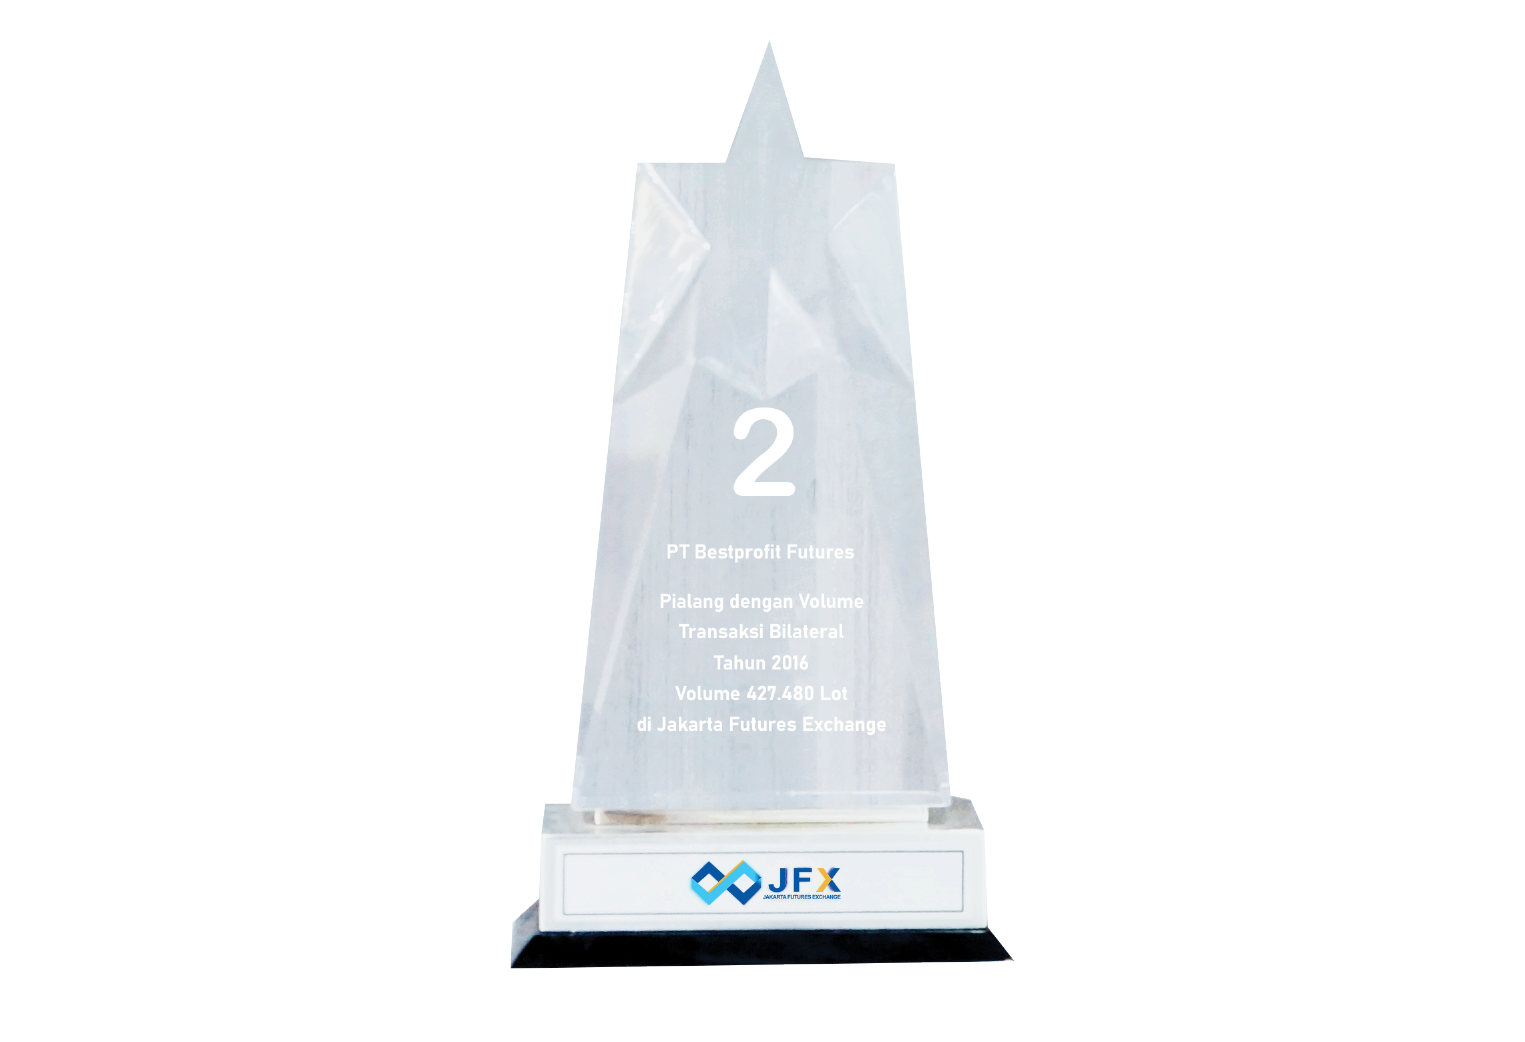 2
PT Bestprofit Futures
Pialang dengan Volume
Transaksi Bilateral
Tahun 2016
Volume 427.480 Lot
di Jakarta Futures Exchange
JFX
JAKARTA FUTURES EXCHANGE